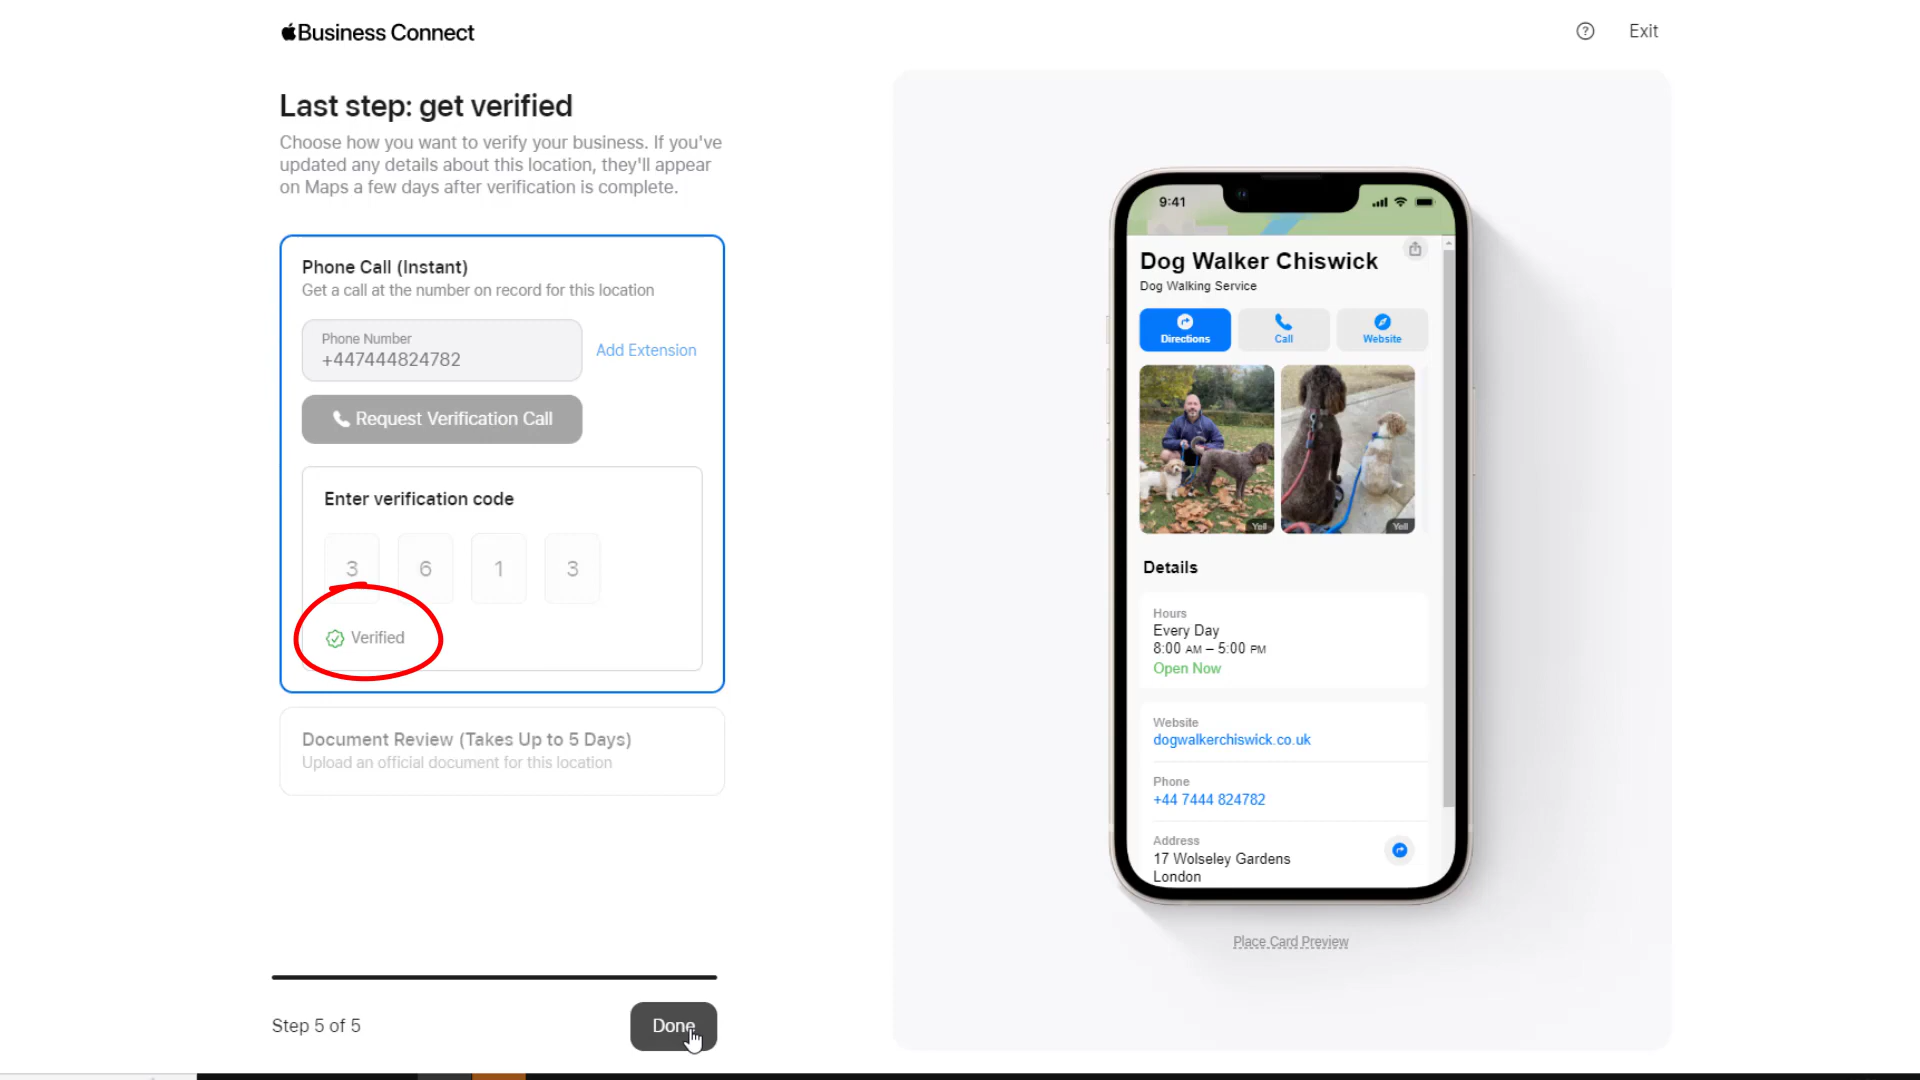 Business Connect
Exit
Last step: get verified
Choose how you want to verify your business. If you've
updated any details about this location, they'll appear
on Maps a few days after verification is complete.
Phone Call (Instant)
Get a call at the number on record for this location
Phone Number
+447444824782
Add Extension
Request Verification Call
Enter verification code
3 6 1 3
Verified
Document Review (Takes Up to 5 Days)
Upload an official document for this location
Step 5 of 5
Done
9:41
Dog Walker Chiswick
Dog Walking Service
Directions
Call
Website
Yell
Yell
Details
Hours
Every Day
8:00 AM – 5:00 PM
Open Now
Website
dogwalkerchiswick.co.uk
Phone
+44 7444 824782
Address
17 Wolseley Gardens
London
Place Card Preview